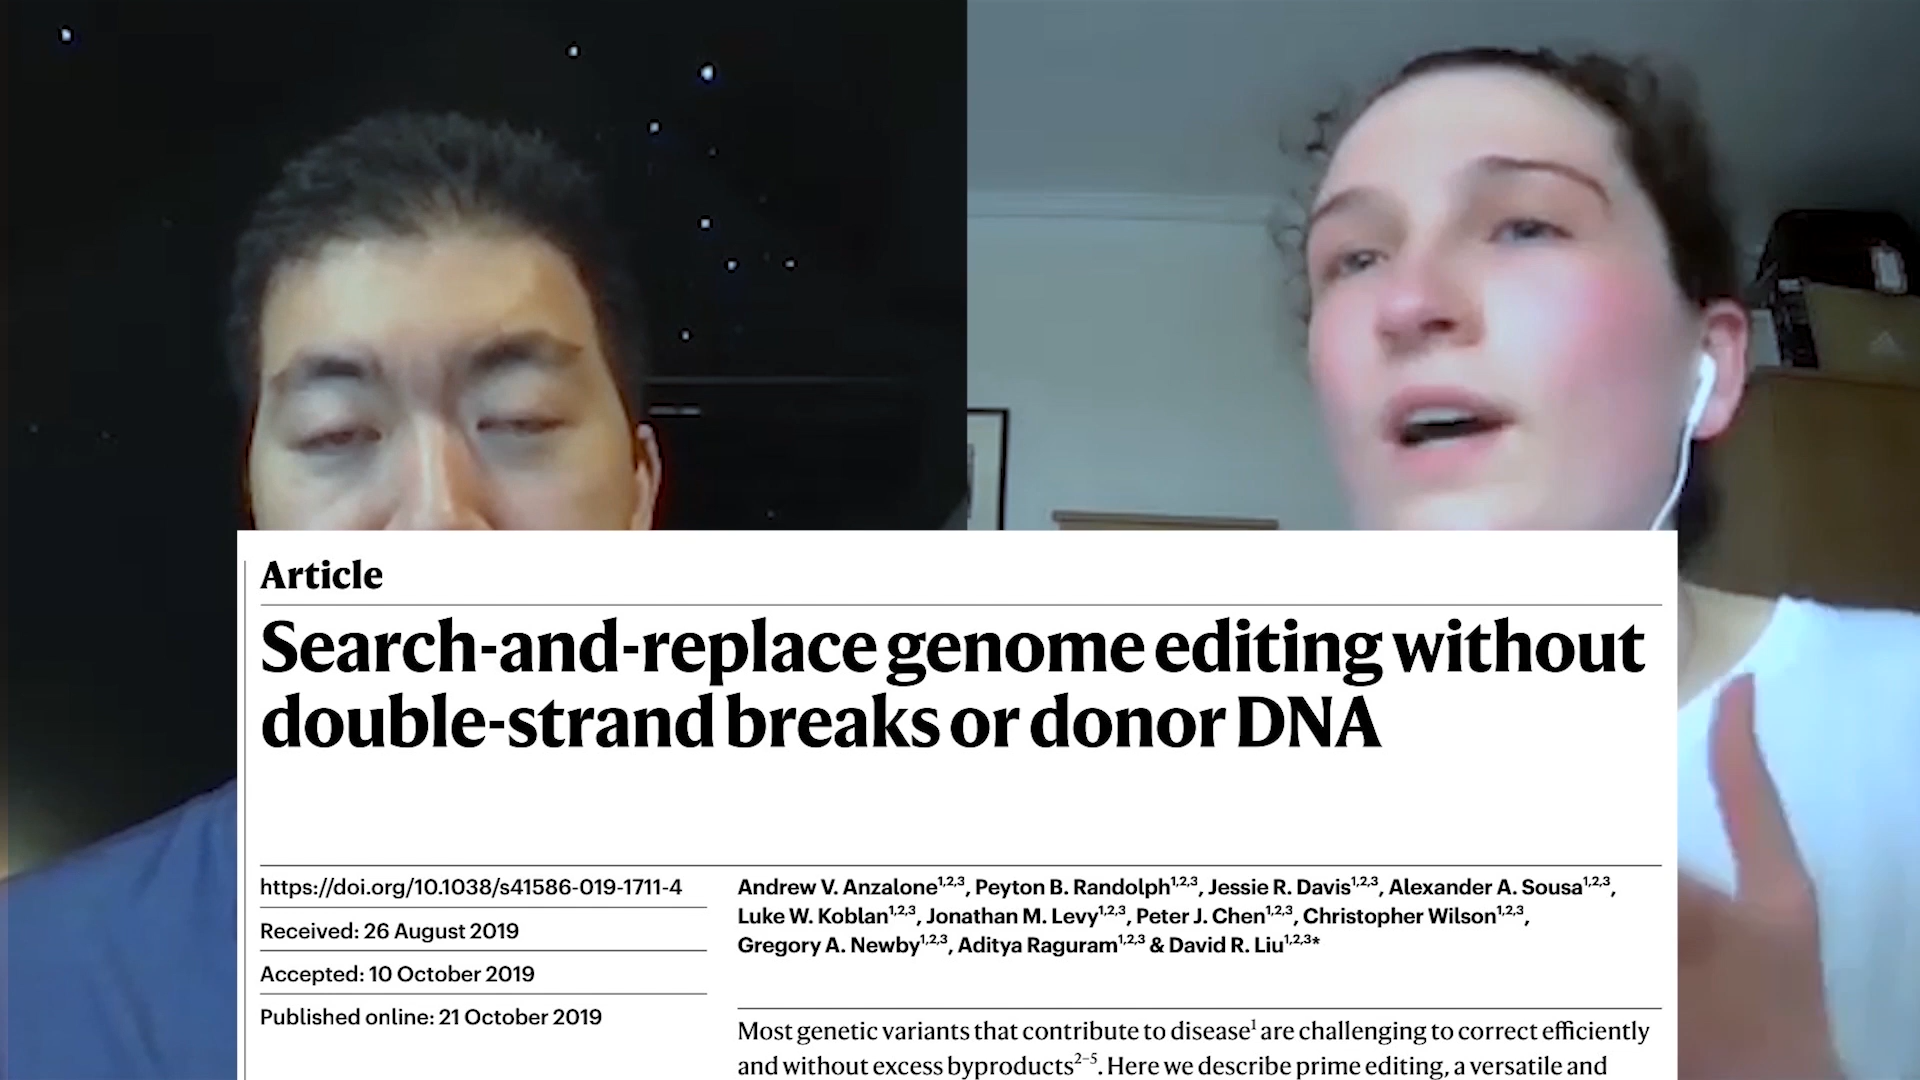 Article
Search-and-replace genome editing without
double-strand breaks or donor DNA
https://doi.org/10.1038/s41586-019-1711-4
Received: 26 August 2019
Accepted: 10 October 2019
Published online: 21 October 2019
Andrew V. Anzalone1,2,3, Peyton B. Randolph1,2,3, Jessie R. Davis1,2,3, Alexander A. Sousa1,2,3,
Luke W. Koblan1,2,3, Jonathan M. Levy1,2,3, Peter J. Chen1,2,3, Christopher Wilson1,2,3,
Gregory A. Newby1,2,3, Aditya Raguram1,2,3 & David R. Liu1,2,3*
Most genetic variants that contribute to disease1 are challenging to correct efficiently
and without excess byproducts2–5. Here we describe prime editing, a versatile and